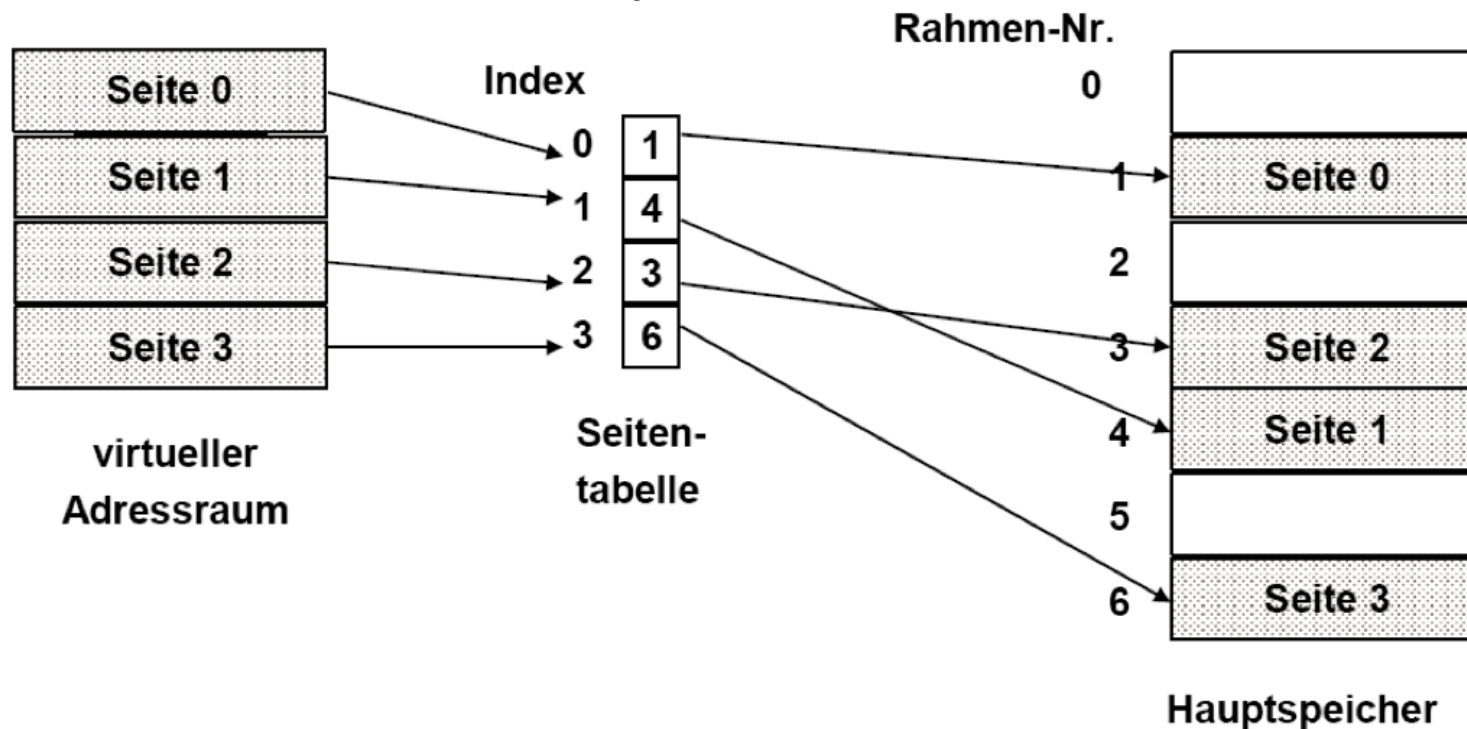 Seite 0
Seite 1
Seite 2
Seite 3
virtueller
Adressraum
Index
0 1
1 4
2 3
3 6
Seiten-
tabelle
Rahmen-Nr.
0
1 Seite 0
2
3 Seite 2
4 Seite 1
5
6 Seite 3
Hauptspeicher